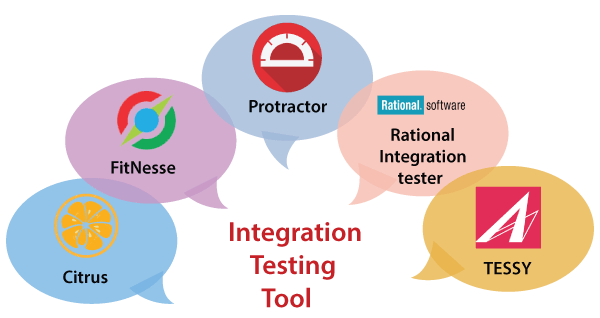 Protractor
FitNesse
Rational. software
Rational
Integration
tester
Citrus
TESSY
Integration
Testing
Tool